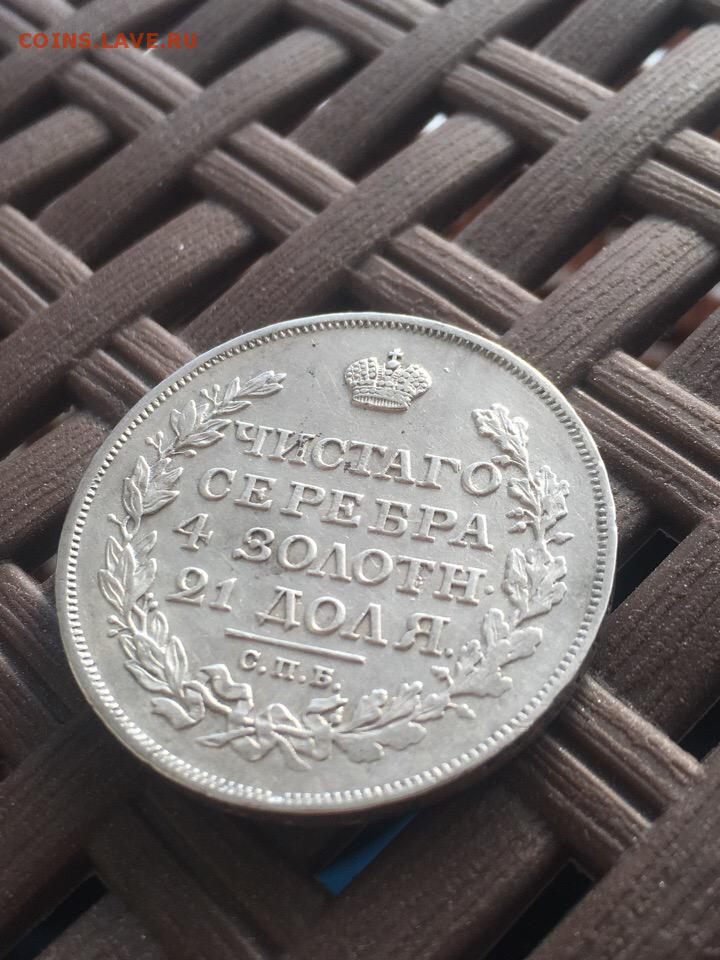 COINS.LAVE.RU
ЧИСТАГО
СЕРЕБРА
4 ЗОЛОТН.
21 ДОЛЯ.
С.П.Б.